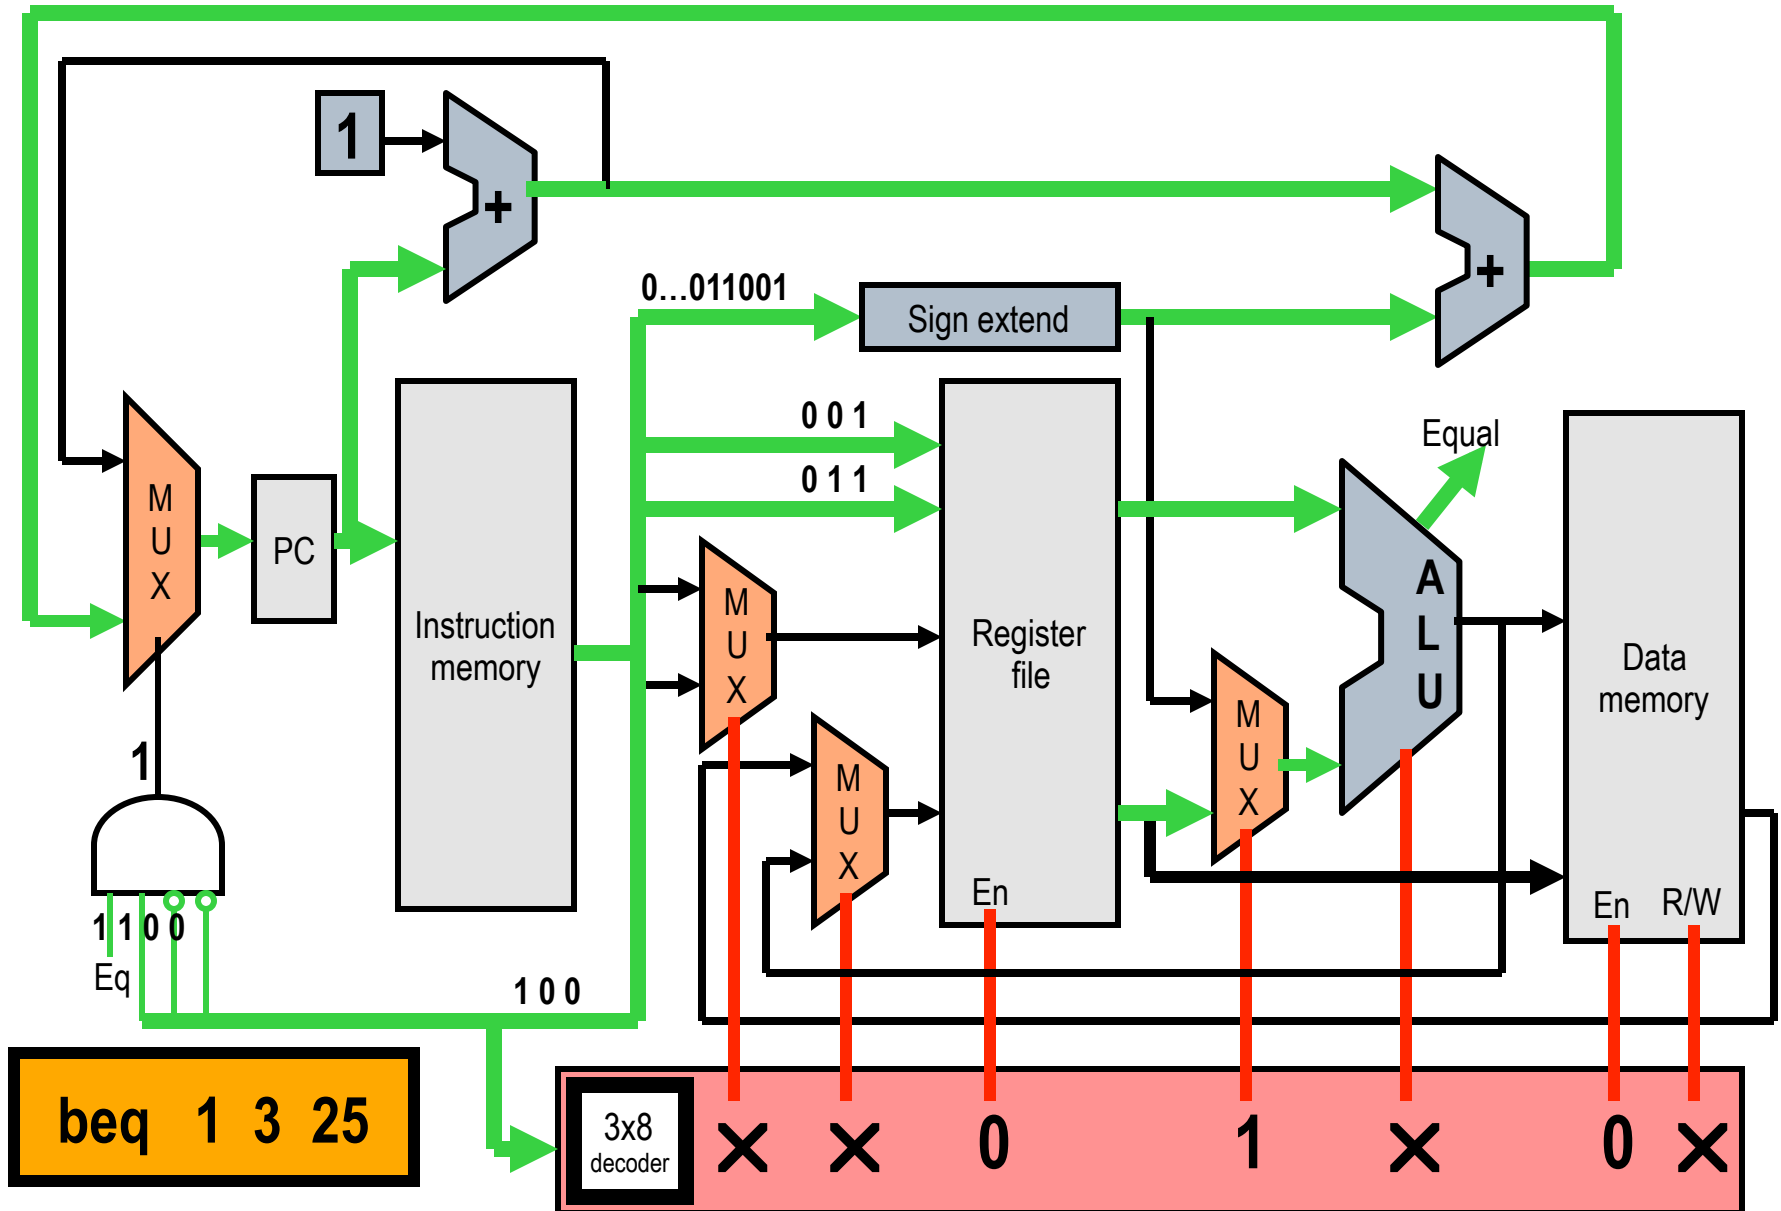 1
+
+
0...011001
Sign extend
0 0 1
Equal
0 1 1
M
U
X
PC
Instruction
memory
M
U
X
Register
file
A
L
U
Data
memory
M
U
X
M
U
X
1
En
En R/W
1 1 0 0
Eq
1 0 0
beq 1 3 25
3x8
decoder
X X 0 1 X 0 X